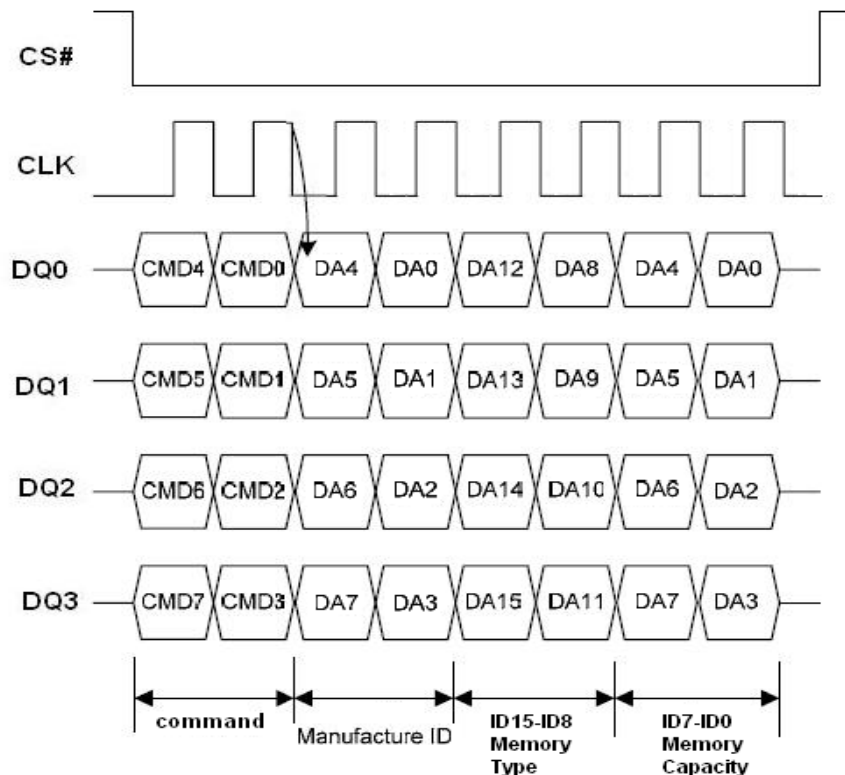 CS#
CLK
DQ0 CMD4 CMD0 DA4 DA0 DA12 DA8 DA4 DA0
DQ1 CMD5 CMD1 DA5 DA1 DA13 DA9 DA5 DA1
DQ2 CMD6 CMD2 DA6 DA2 DA14 DA10 DA6 DA2
DQ3 CMD7 CMD3 DA7 DA3 DA15 DA11 DA7 DA3
command
Manufacture ID
ID15-ID8
Memory
Type
ID7-ID0
Memory
Capacity